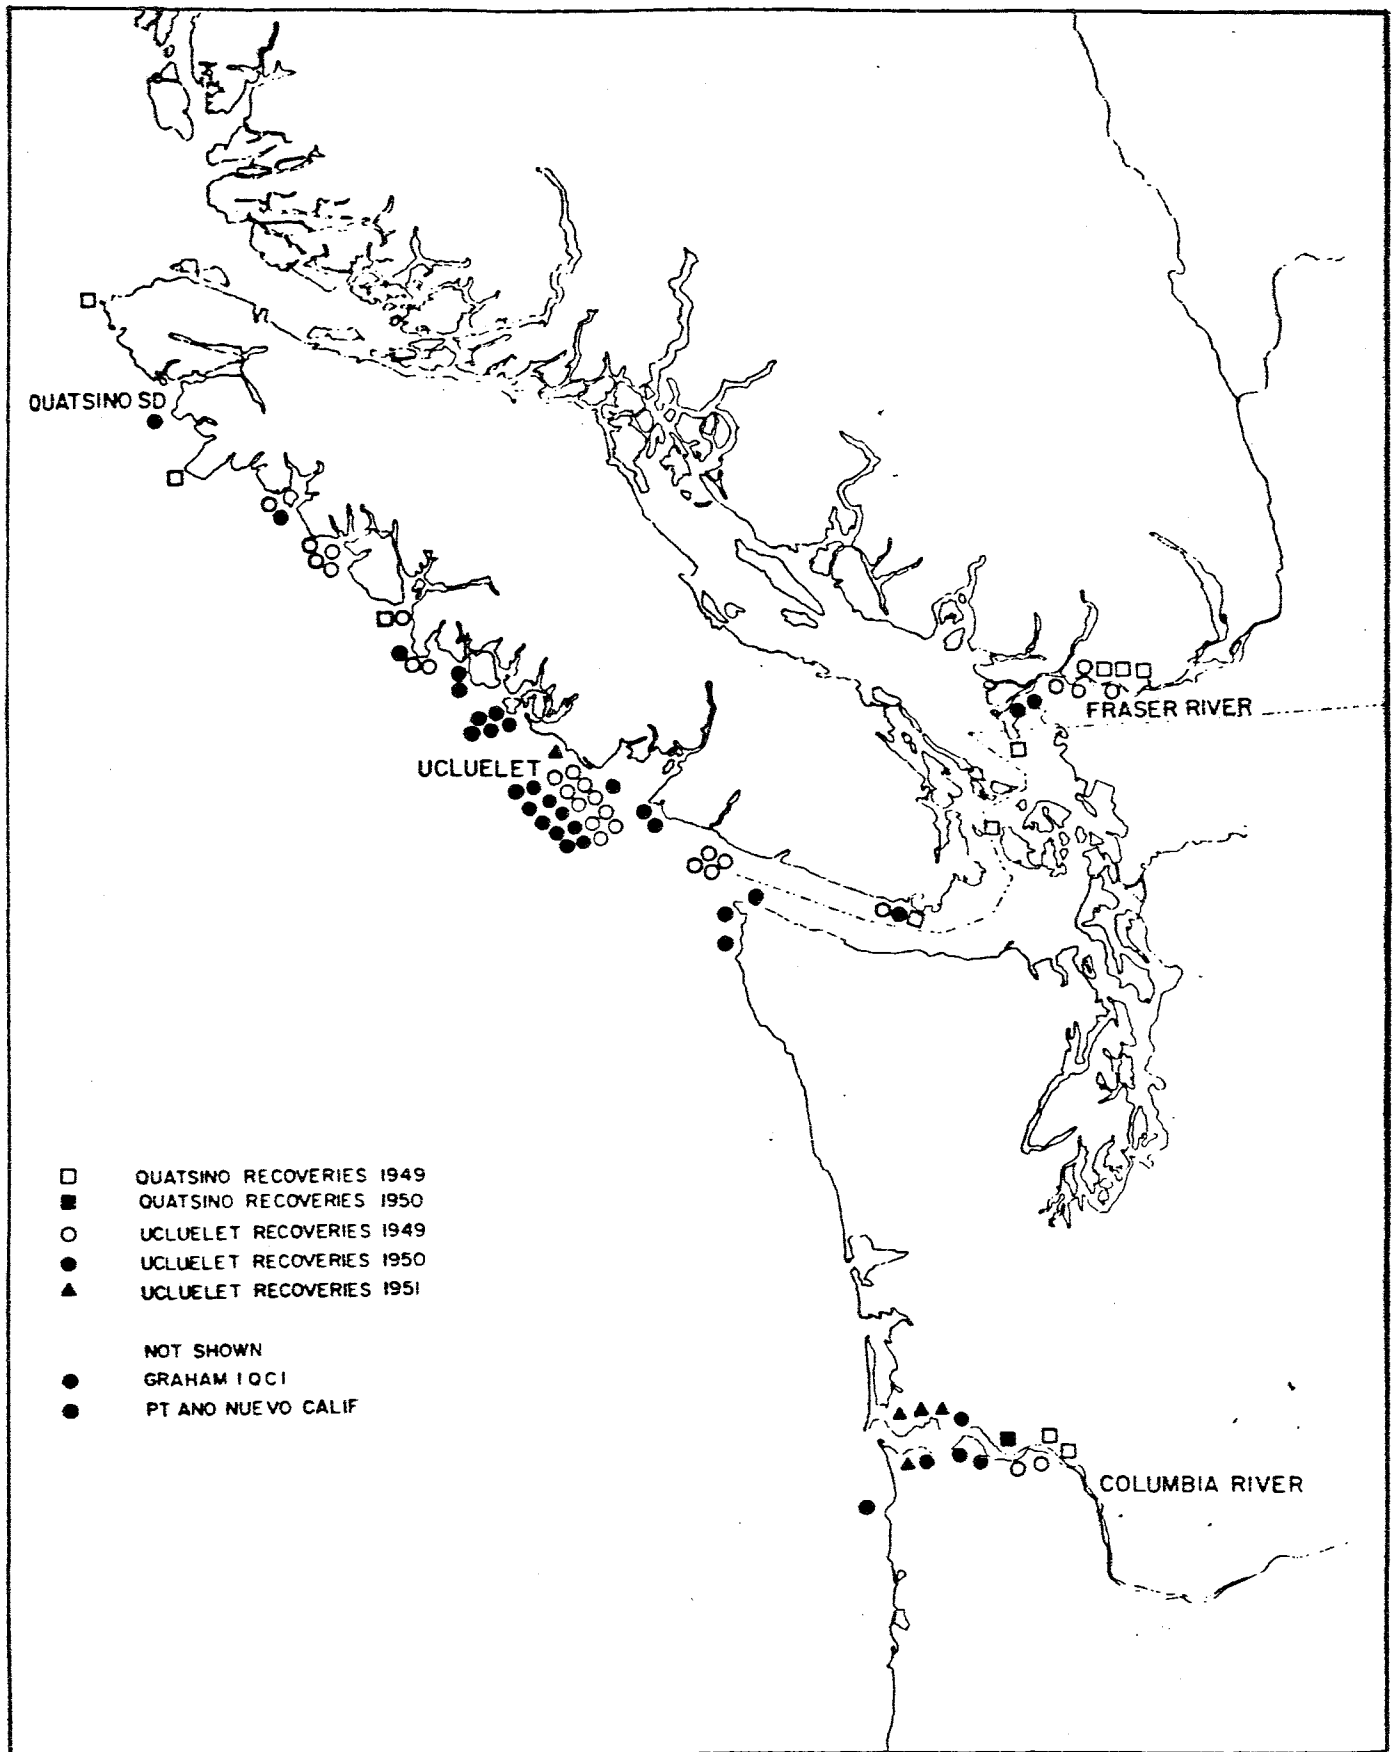 QUATSINO SD
FRASER RIVER
UCLUELET
QUATSINO RECOVERIES 1949
QUATSINO RECOVERIES 1950
UCLUELET RECOVERIES 1949
UCLUELET RECOVERIES 1950
UCLUELET RECOVERIES 1951
NOT SHOWN
GRAHAM I Q C I
PT ANO NUEVO CALIF
COLUMBIA RIVER